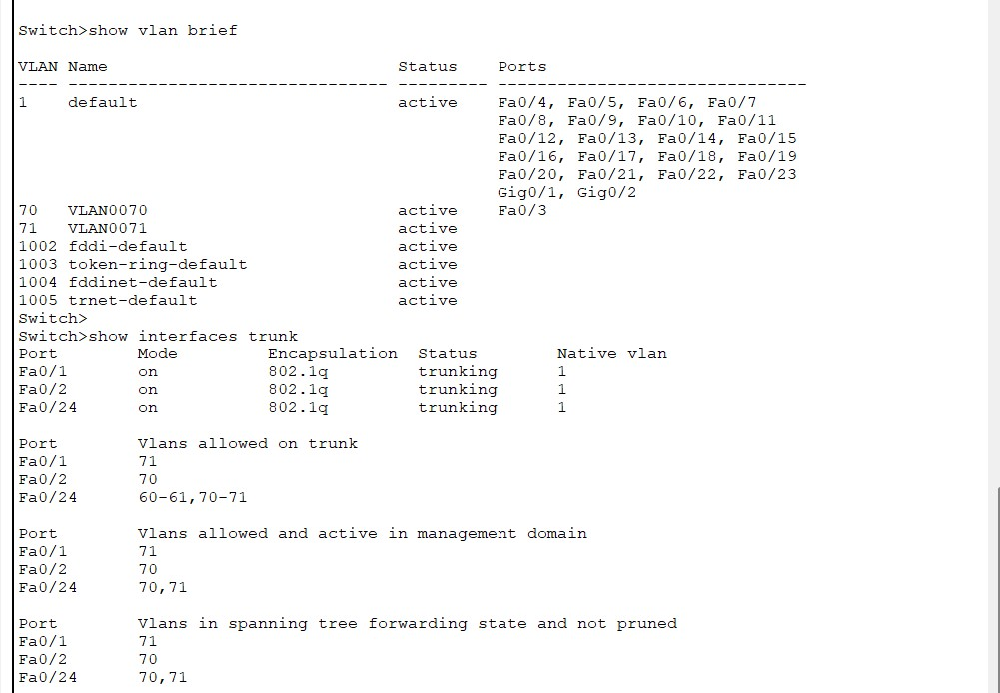 Switch>show vlan brief
VLAN Name                             Status    Ports
---- -------------------------------- --------- -------------------------------
1    default                          active    Fa0/4, Fa0/5, Fa0/6, Fa0/7
                                                Fa0/8, Fa0/9, Fa0/10, Fa0/11
                                                Fa0/12, Fa0/13, Fa0/14, Fa0/15
                                                Fa0/16, Fa0/17, Fa0/18, Fa0/19
                                                Fa0/20, Fa0/21, Fa0/22, Fa0/23
                                                Gig0/1, Gig0/2
70   VLAN0070                         active    Fa0/3
71   VLAN0071                         active
1002 fddi-default                     active
1003 token-ring-default               active
1004 fddinet-default                  active
1005 trnet-default                    active
Switch>
Switch>show interfaces trunk
Port        Mode         Encapsulation  Status        Native vlan
Fa0/1       on           802.1q         trunking      1
Fa0/2       on           802.1q         trunking      1
Fa0/24      on           802.1q         trunking      1
Port        Vlans allowed on trunk
Fa0/1       71
Fa0/2       70
Fa0/24      60-61,70-71
Port        Vlans allowed and active in management domain
Fa0/1       71
Fa0/2       70
Fa0/24      70,71
Port        Vlans in spanning tree forwarding state and not pruned
Fa0/1       71
Fa0/2       70
Fa0/24      70,71